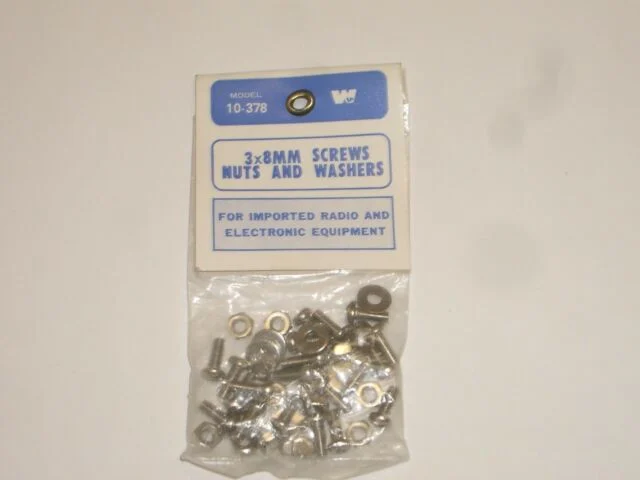 MODEL
10-378
W
3x8MM SCREWS
NUTS AND WASHERS
FOR IMPORTED RADIO AND
ELECTRONIC EQUIPMENT